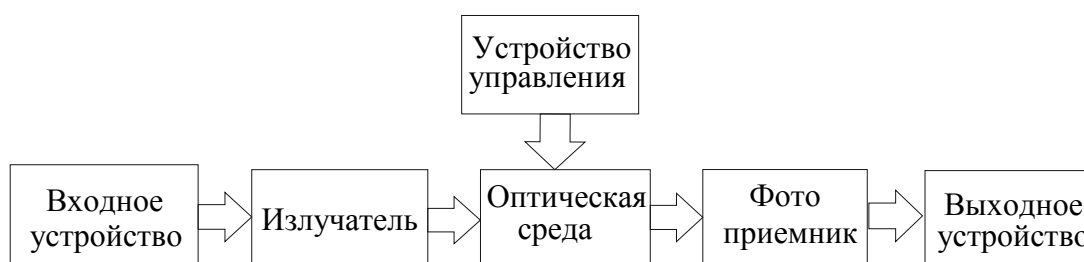 Устройство
управления
Входное
устройство
Излучатель
Оптическая
среда
Фото
приемник
Выходное
устройство